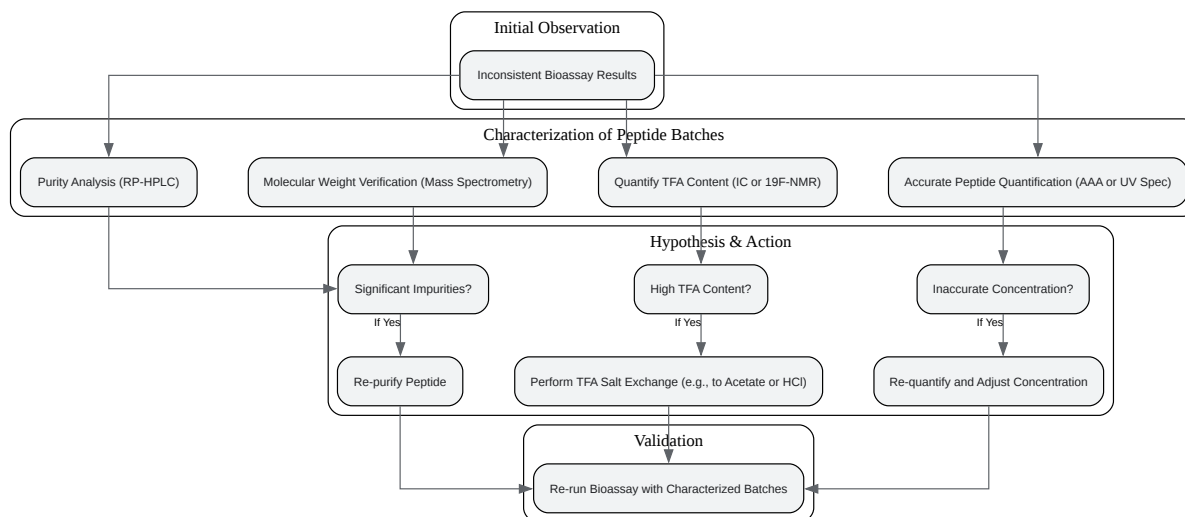 Initial Observation
Inconsistent Bioassay Results
Characterization of Peptide Batches
Purity Analysis (RP-HPLC)
Molecular Weight Verification (Mass Spectrometry)
Quantify TFA Content (IC or 19F-NMR)
Accurate Peptide Quantification (AAA or UV Spec)
Hypothesis & Action
Significant Impurities?
High TFA Content?
Inaccurate Concentration?
If Yes
If Yes
If Yes
Re-purify Peptide
Perform TFA Salt Exchange (e.g., to Acetate or HCl)
Re-quantify and Adjust Concentration
Validation
Re-run Bioassay with Characterized Batches